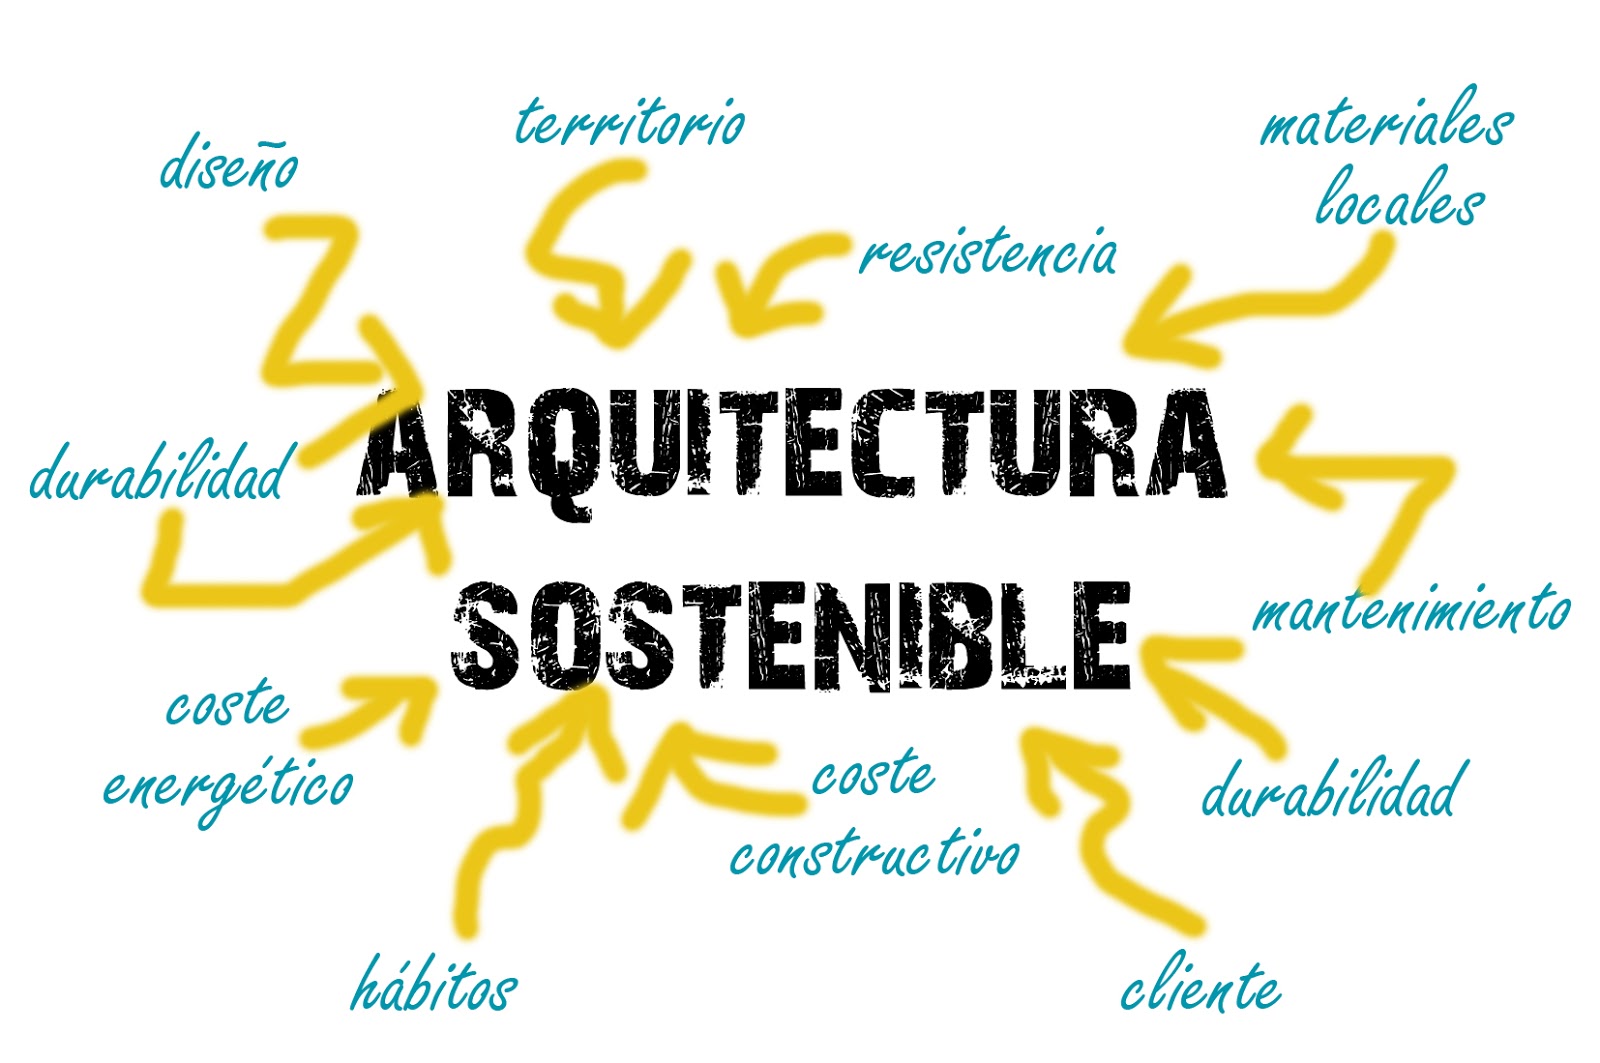 territorio
materiales
locales
diseño
resistencia
ARQUITECTURA
durabilidad
SOSTENIBLE
mantenimiento
coste
energético
coste
constructivo
durabilidad
hábitos
cliente